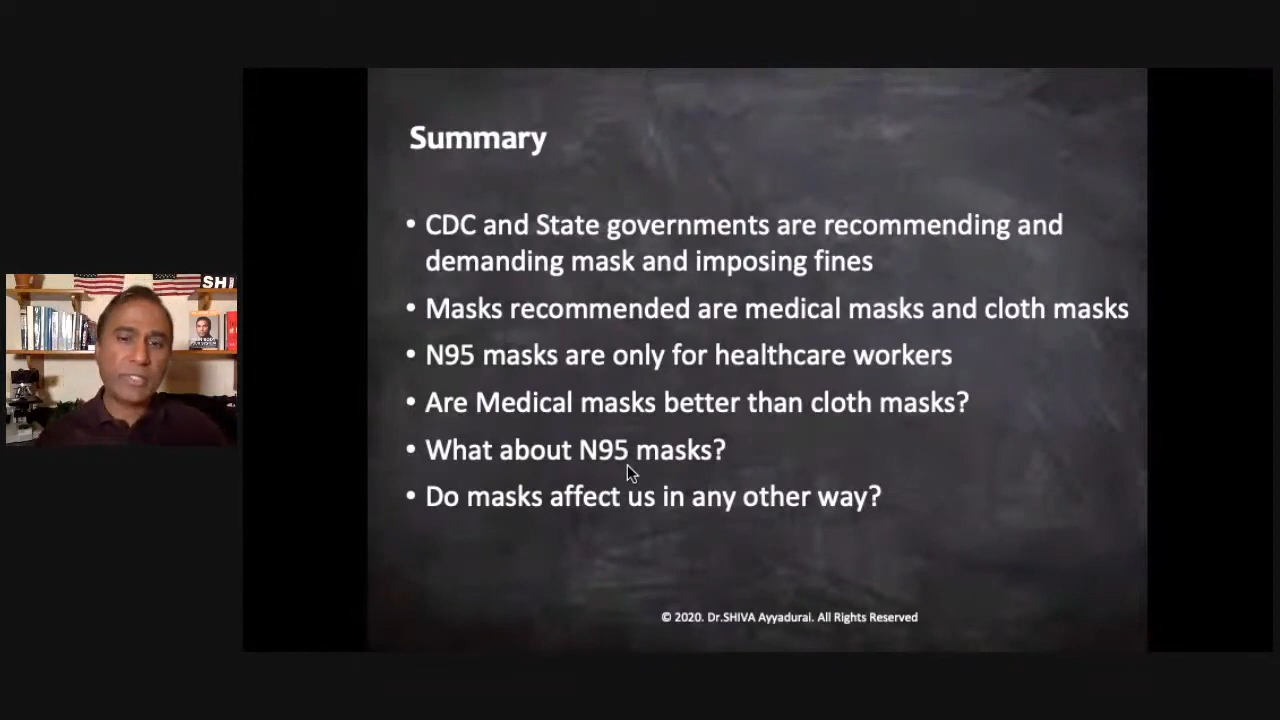 Summary
• CDC and State governments are recommending and
demanding mask and imposing fines
• Masks recommended are medical masks and cloth masks
• N95 masks are only for healthcare workers
• Are Medical masks better than cloth masks?
• What about N95 masks?
• Do masks affect us in any other way?
© 2020. Dr.SHIVA Ayyadurai. All Rights Reserved
SHI